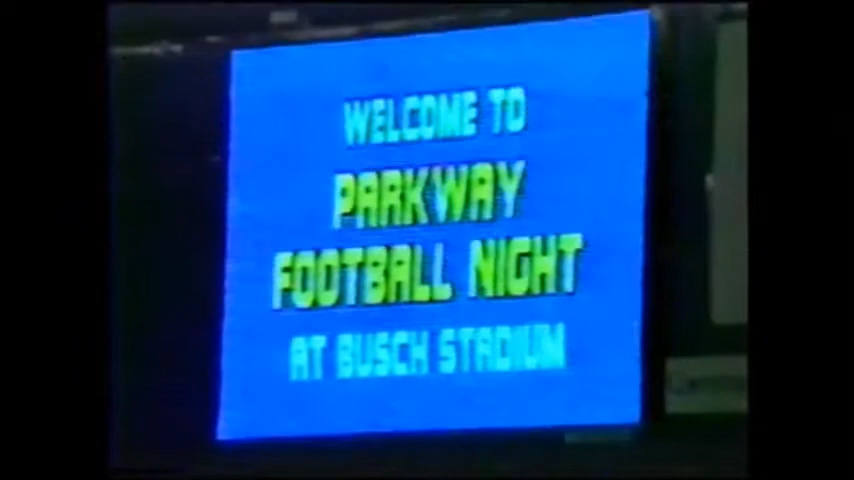 WELCOME TO
PARKWAY
FOOTBALL NIGHT
AT BUSCH STADIUM